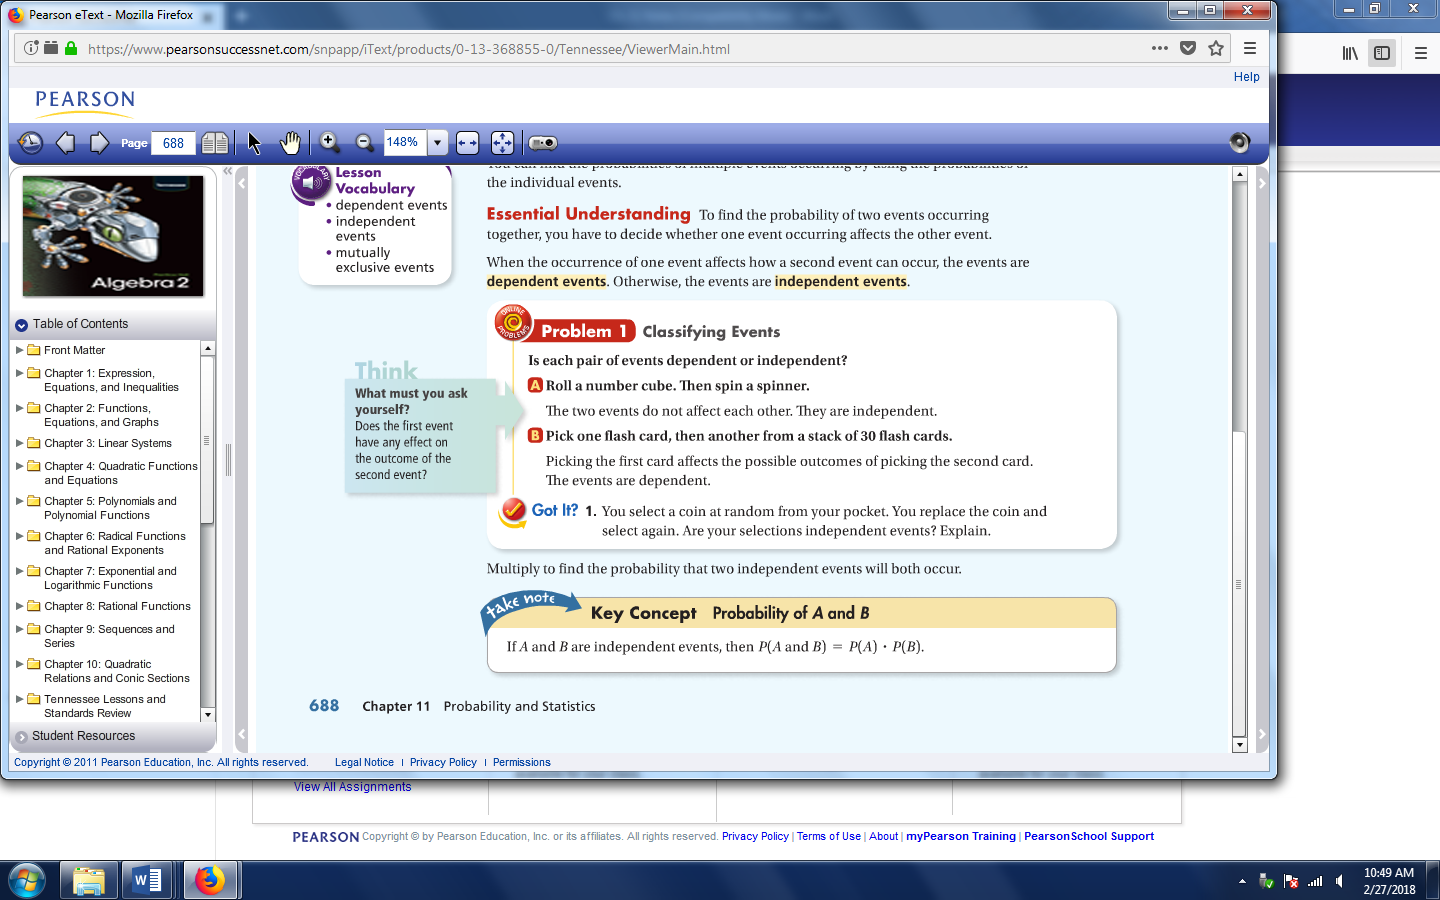 Pearson eText - Mozilla Firefox
https://www.pearsonsuccessnet.com/snpapp/iText/products/0-13-368855-0/Tennessee/ViewerMain.html
Help
PEARSON
Page 688
148%
Algebra 2
Table of Contents
Front Matter
Chapter 1: Expression,
Equations, and Inequalities
Chapter 2: Functions,
Equations, and Graphs
Chapter 3: Linear Systems
Chapter 4: Quadratic Functions
and Equations
Chapter 5: Polynomials and
Polynomial Functions
Chapter 6: Radical Functions
and Rational Exponents
Chapter 7: Exponential and
Logarithmic Functions
Chapter 8: Rational Functions
Chapter 9: Sequences and
Series
Chapter 10: Quadratic
Relations and Conic Sections
Tennessee Lessons and
Standards Review
Student Resources
VOCABULARY
Lesson
Vocabulary
• dependent events
• independent
events
• mutually
exclusive events
You can find the probabilities of multiple events occurring by using the probabilities of
the individual events.
Essential Understanding To find the probability of two events occurring
together, you have to decide whether one event occurring affects the other event.
When the occurrence of one event affects how a second event can occur, the events are
dependent events. Otherwise, the events are independent events.
ONLINE PROBLEMS
Problem 1 Classifying Events
Is each pair of events dependent or independent?
A Roll a number cube. Then spin a spinner.
The two events do not affect each other. They are independent.
B Pick one flash card, then another from a stack of 30 flash cards.
Picking the first card affects the possible outcomes of picking the second card.
The events are dependent.
Think
What must you ask
yourself?
Does the first event
have any effect on
the outcome of the
second event?
Got It? 1. You select a coin at random from your pocket. You replace the coin and
select again. Are your selections independent events? Explain.
Multiply to find the probability that two independent events will both occur.
take note
Key Concept Probability of A and B
If A and B are independent events, then P(A and B) = P(A) • P(B).
688 Chapter 11 Probability and Statistics
Copyright © 2011 Pearson Education, Inc. All rights reserved. Legal Notice | Privacy Policy | Permissions
View All Assignments
PEARSON Copyright © by Pearson Education, Inc. or its affiliates. All rights reserved. Privacy Policy | Terms of Use | About | myPearson Training | PearsonSchool Support
10:49 AM
2/27/2018